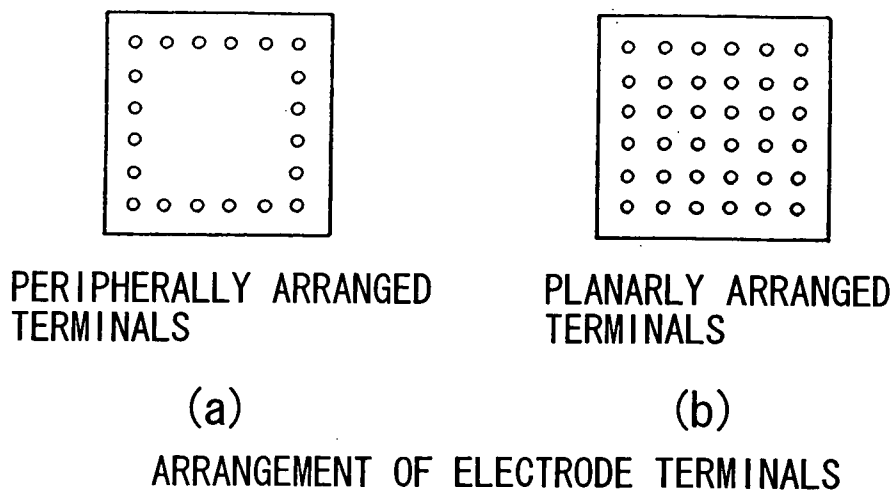 PERIPHERALLY ARRANGED
TERMINALS
(a)
PLANARLY ARRANGED
TERMINALS
(b)
ARRANGEMENT OF ELECTRODE TERMINALS